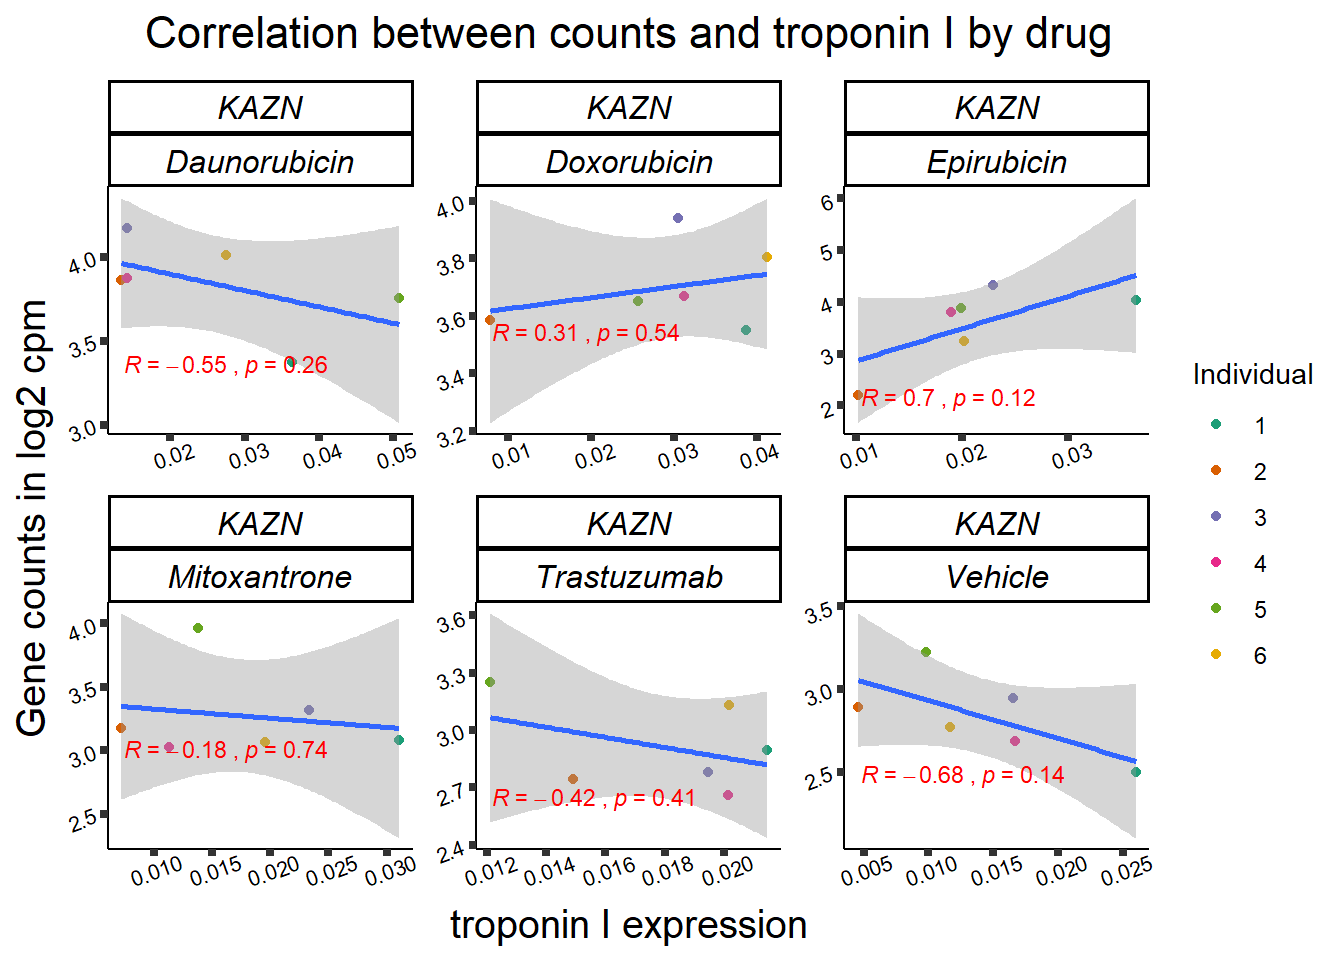 Correlation between counts and troponin I by drug
KAZN
KAZN
KAZN
Daunorubicin
Doxorubicin
Epirubicin
4.0
3.5
3.0
R = −0.55 , p = 0.26
0.02 0.03 0.04 0.05
4.0
3.8
3.6
3.4
3.2
R = 0.31 , p = 0.54
0.01 0.02 0.03 0.04
6
5
4
3
2
R = 0.7 , p = 0.12
0.01 0.02 0.03
KAZN
KAZN
KAZN
Mitoxantrone
Trastuzumab
Vehicle
4.0
3.5
3.0
2.5
R = −0.18 , p = 0.74
0.010 0.015 0.020 0.025 0.030
3.6
3.3
3.0
2.7
2.4
R = −0.42 , p = 0.41
0.012 0.014 0.016 0.018 0.020
3.5
3.0
2.5
R = −0.68 , p = 0.14
0.005 0.010 0.015 0.020 0.025
Gene counts in log2 cpm
troponin I expression
Individual
1
2
3
4
5
6